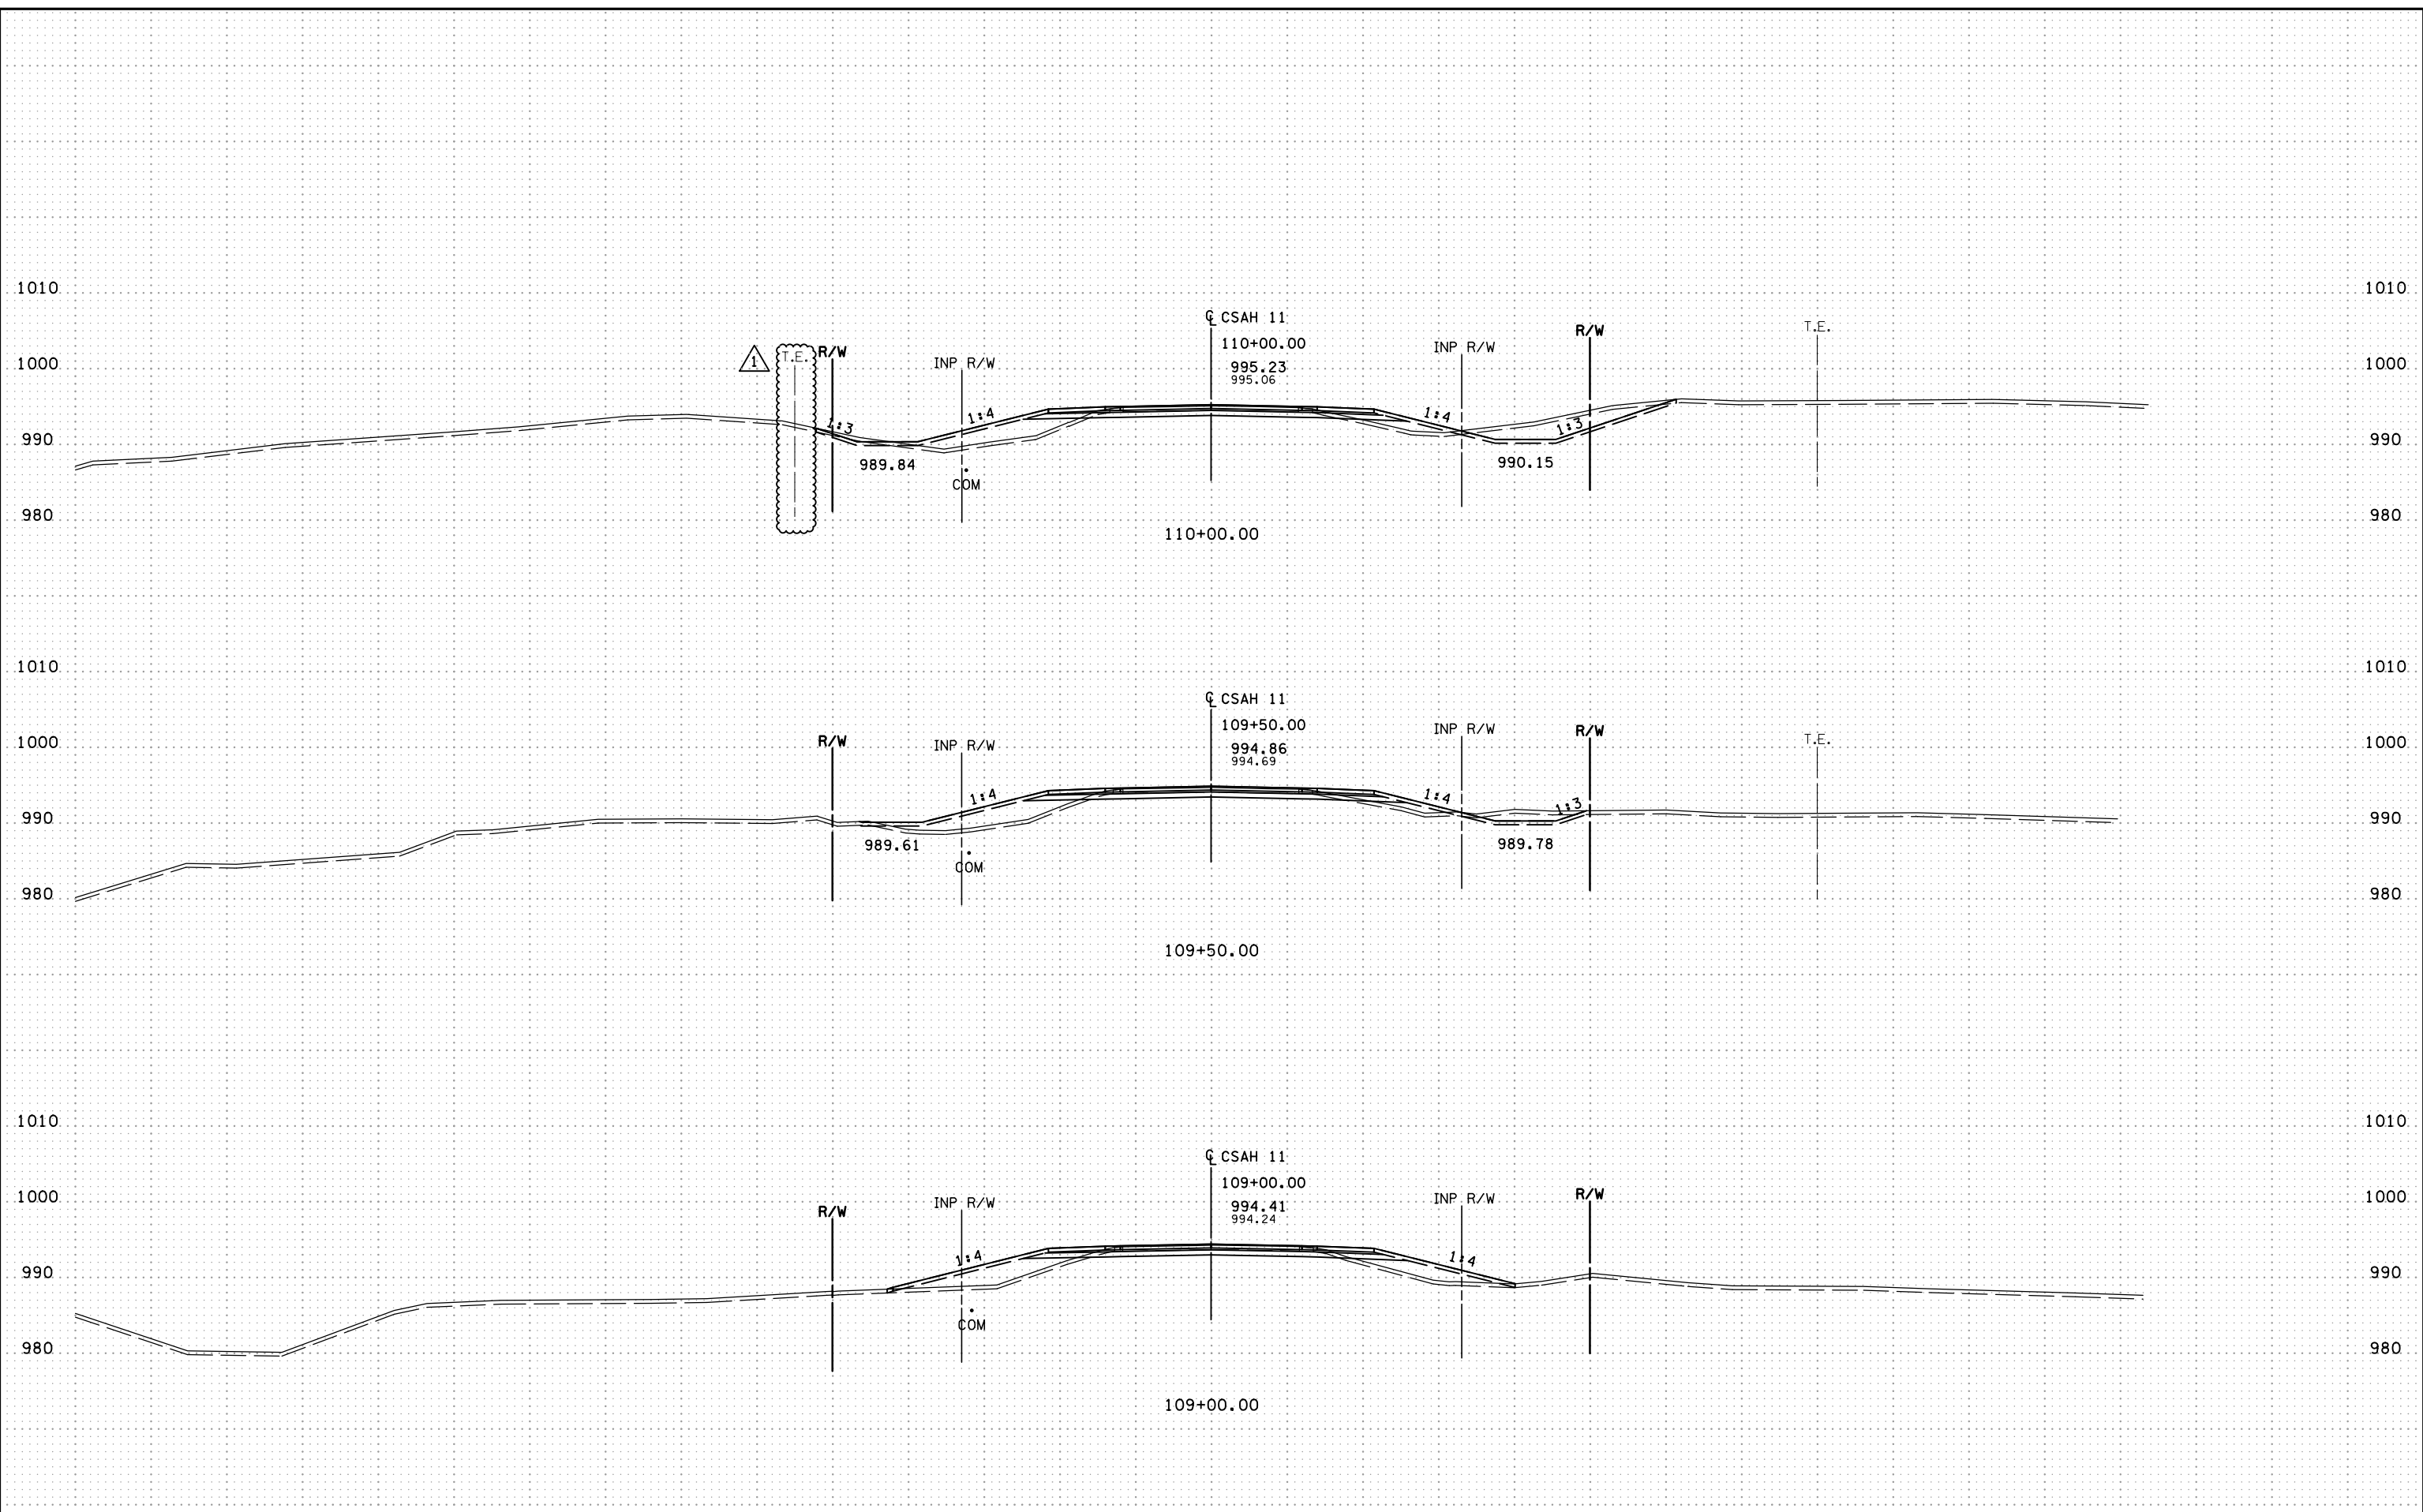 1010 1010
℄ CSAH 11
110+00.00
995.23
995.06
1000 1000
1 T.E. R/W INP R/W INP R/W R/W T.E.
1:3 1:4 1:4 1:3
990 990
989.84 990.15
COM
980 980
110+00.00
1010 1010
℄ CSAH 11
109+50.00
994.86
994.69
1000 1000
R/W INP R/W INP R/W R/W T.E.
1:4 1:4 1:3
990 990
989.61 989.78
COM
980 980
109+50.00
1010 1010
℄ CSAH 11
109+00.00
994.41
994.24
1000 1000
R/W INP R/W INP R/W R/W
1:4 1:4
990 990
COM
980 980
109+00.00